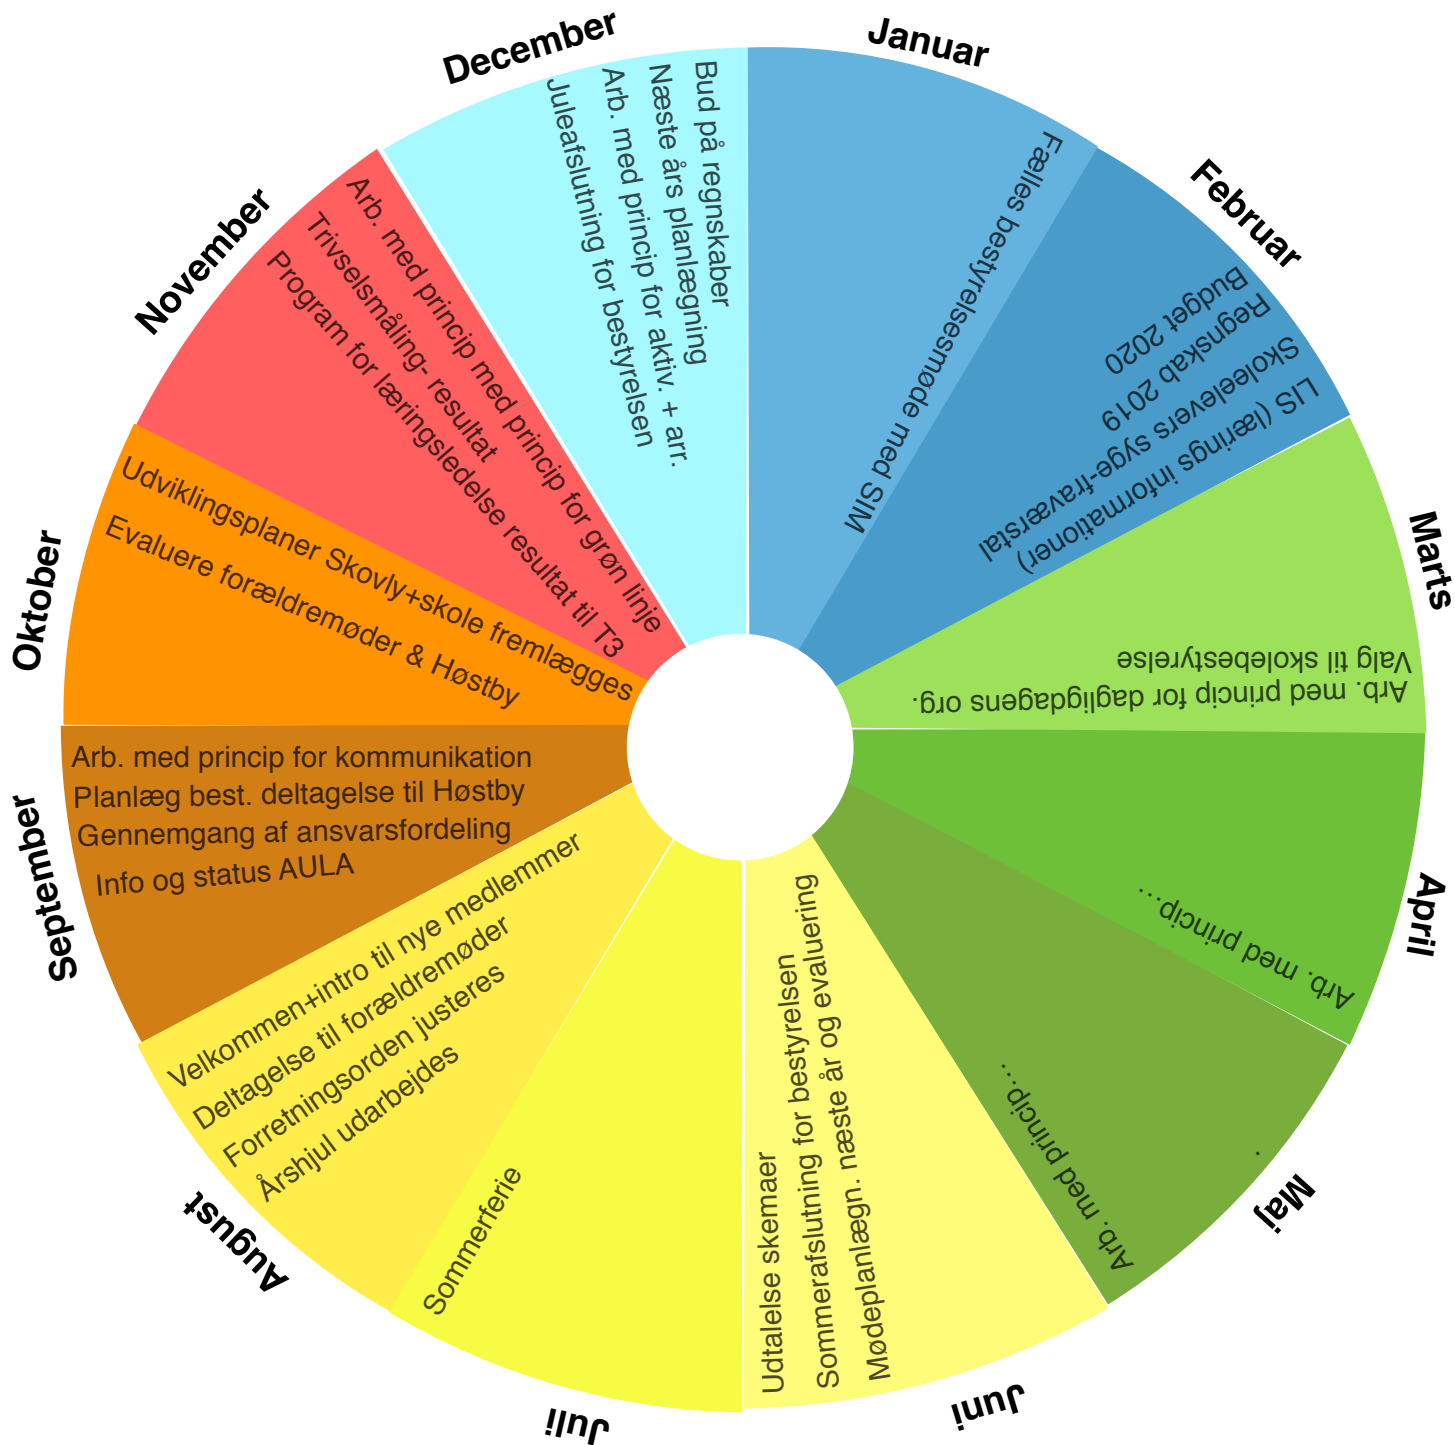 Januar
Fælles bestyrelsesmøde med SIM
Februar
Budget 2020
Regnskab 2019
Skoleelevers syge-fraværstal
LIS (lærings informationer)
Marts
Valg til skolebestyrelse
Arb. med princip for dagligdagens org.
April
Arb. med princip…
Maj
.
Arb. med princip…
Juni
Mødeplanlægn. næste år og evaluering
Sommerafslutning for bestyrelsen
Udtalelse skemaer
Juli
Sommerferie
August
Velkommen+intro til nye medlemmer
Deltagelse til forældremøder
Forretningsorden justeres
Årshjul udarbejdes
September
Arb. med princip for kommunikation
Planlæg best. deltagelse til Høstby
Gennemgang af ansvarsfordeling
Info og status AULA
Oktober
Udviklingsplaner Skovly+skole fremlægges
Evaluere forældremøder & Høstby
November
Arb. med princip med princip for grøn linje
Trivselsmåling- resultat
Program for læringsledelse resultat til T3
December
Bud på regnskaber
Næste års planlægning
Arb. med princip for aktiv. + arr.
Juleafslutning for bestyrelsen